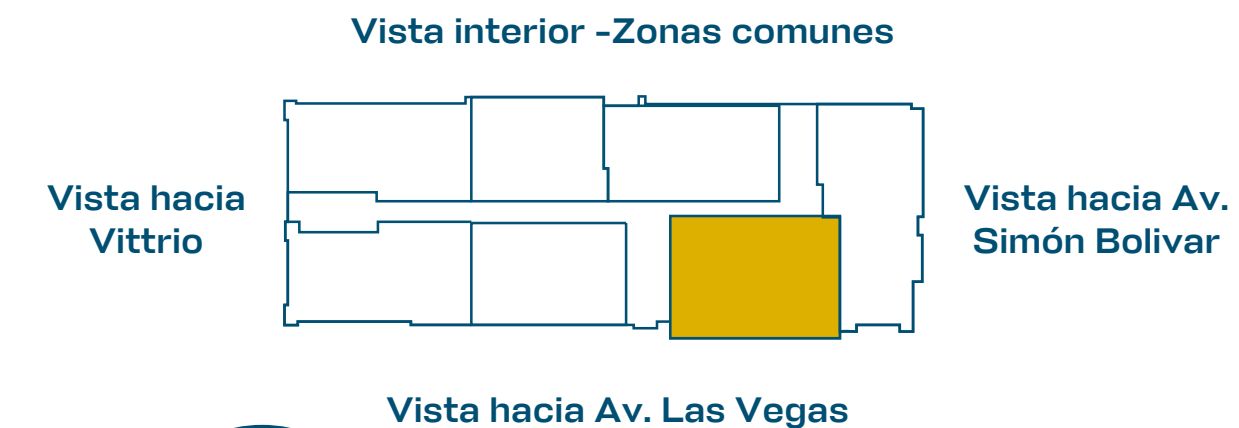 Vista interior -Zonas comunes
Vista hacia
Vittrio
Vista hacia Av.
Simón Bolivar
Vista hacia Av. Las Vegas